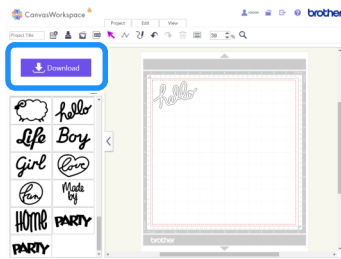 CanvasWorkspace
brother
Project Edit View
Project Title
30 %
Download
hello
hello
Life Boy
Girl Love
Fan Made by
HOME PARTY
PARTY
brother